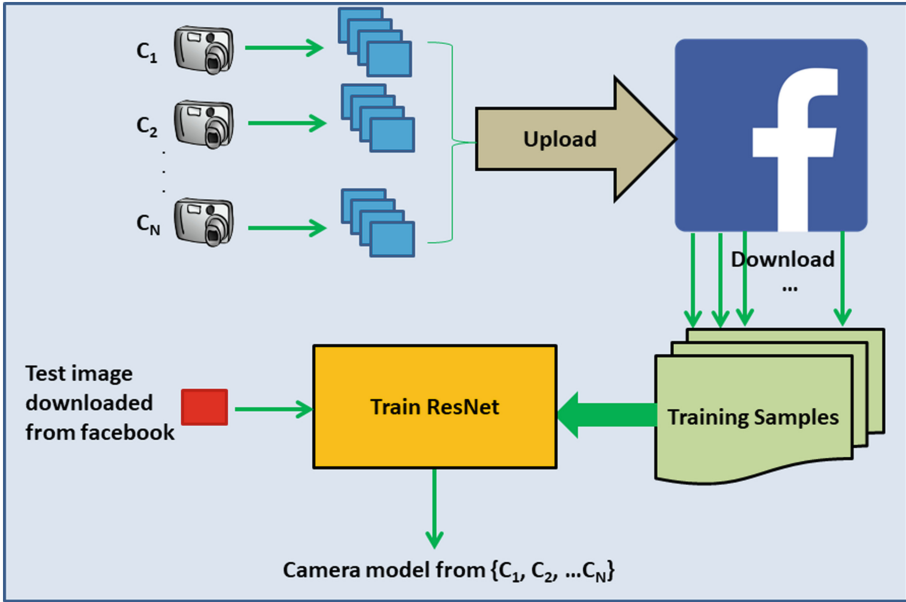 C1
C2
.
.
.
CN
Upload
f
Download
...
Test image
downloaded
from facebook
Train ResNet
Training Samples
Camera model from {C1, C2, ...CN}